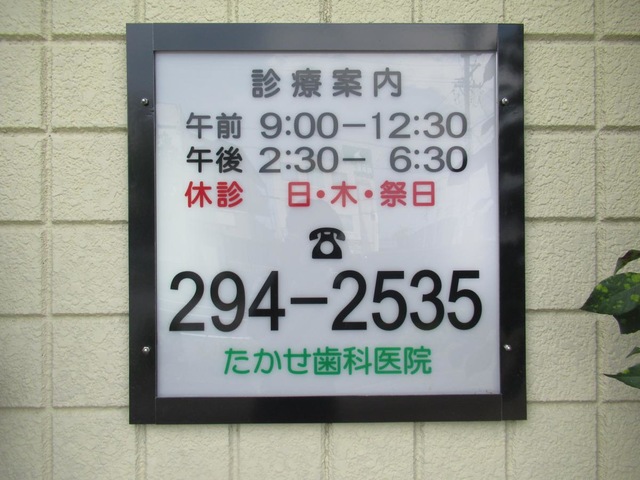 診療案内
午前 9:00－12:30
午後 2:30－ 6:30
休診 日・木・祭日
☎
294－2535
たかせ歯科医院